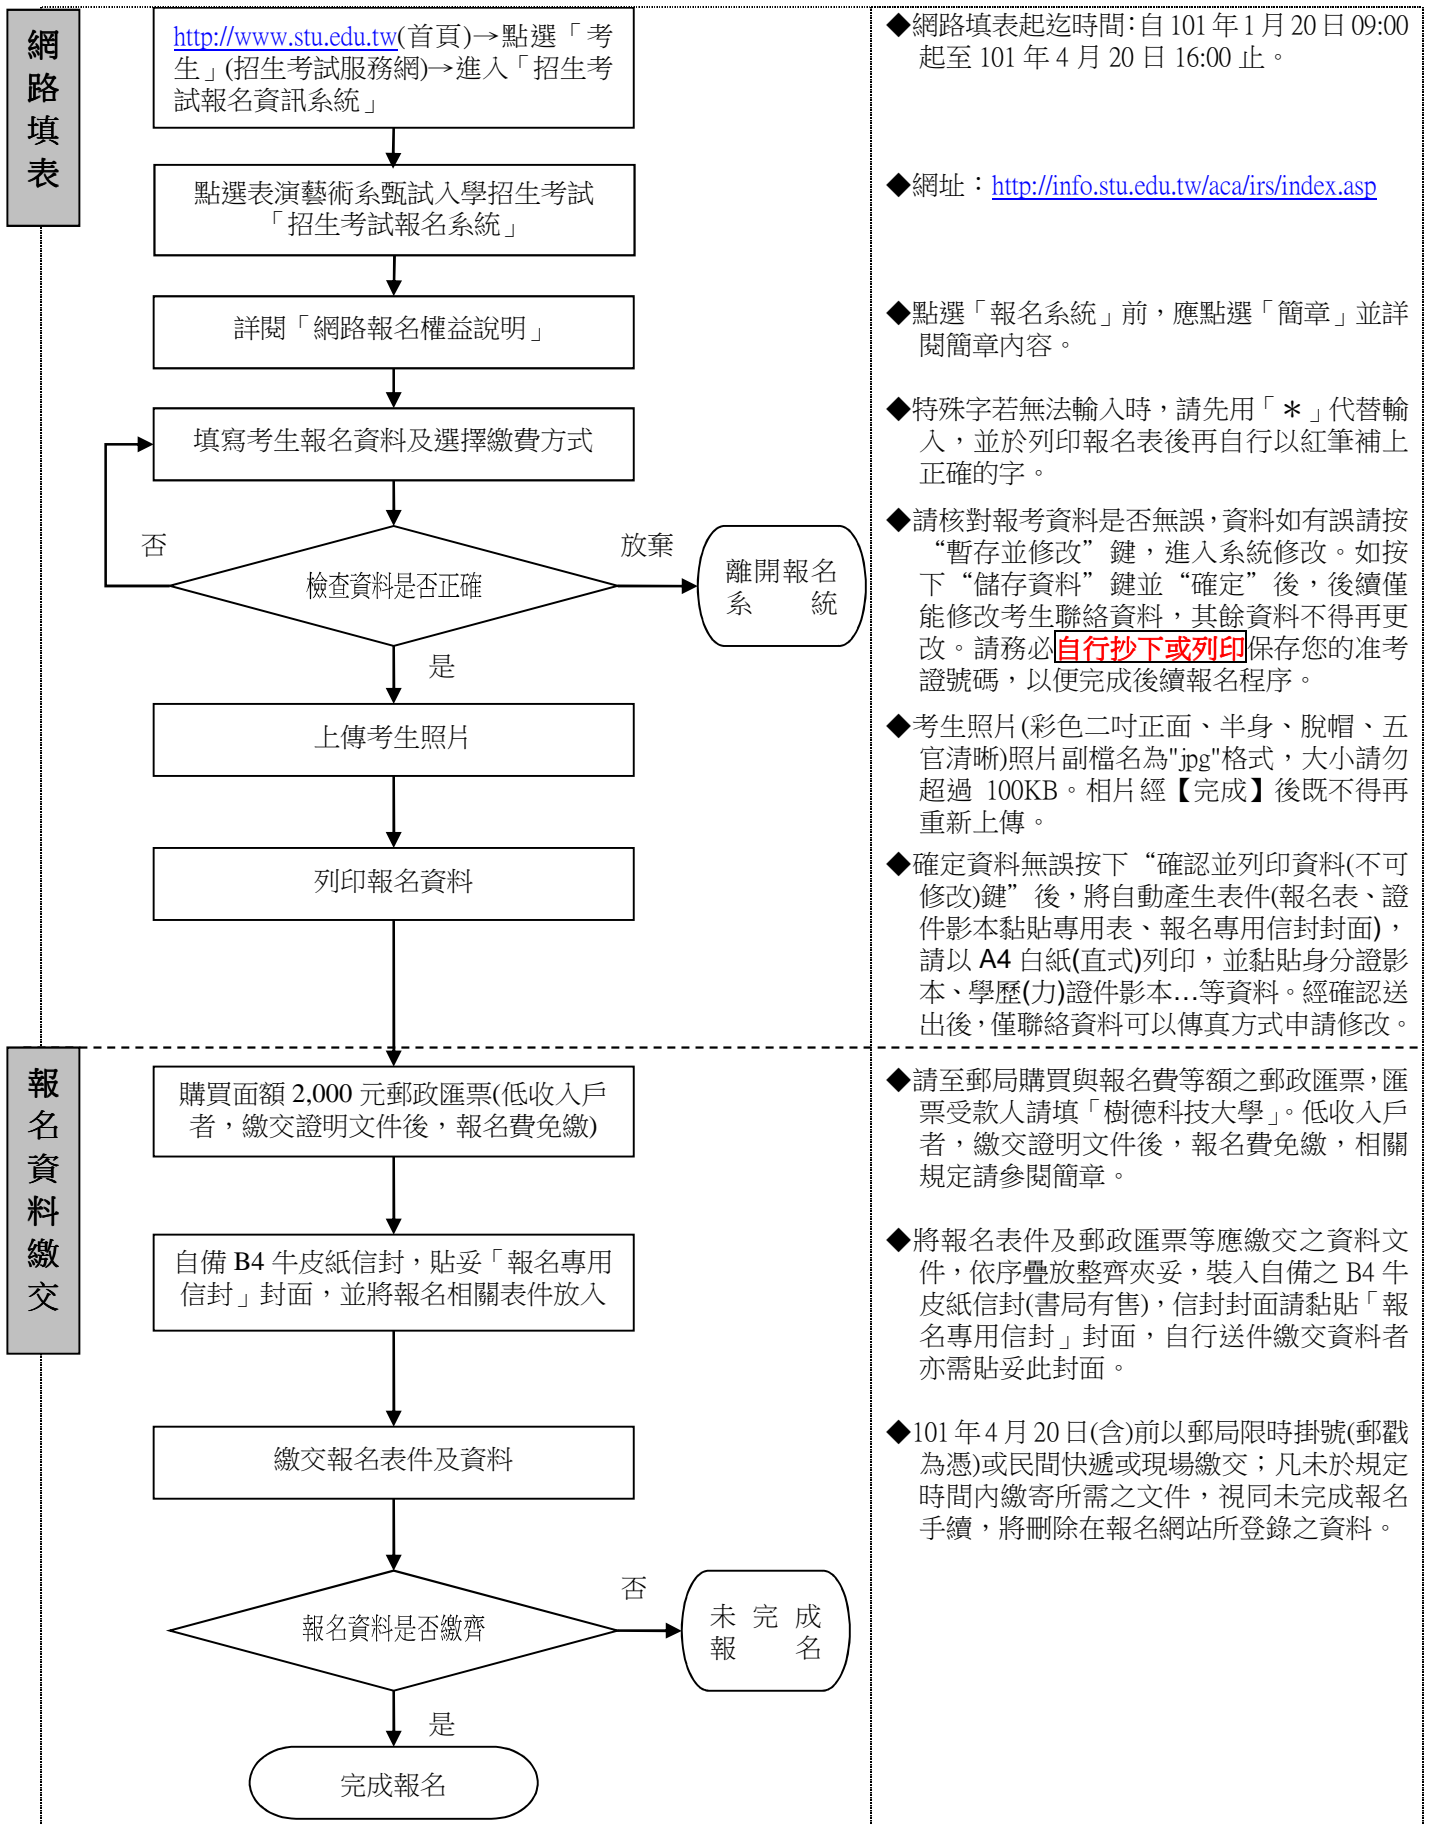 網路填表
http://www.stu.edu.tw(首頁)→點選「考
生」(招生考試服務網)→進入「招生考
試報名資訊系統」
點選表演藝術系甄試入學招生考試
「招生考試報名系統」
詳閱「網路報名權益說明」
填寫考生報名資料及選擇繳費方式
否
檢查資料是否正確
放棄
離開報名
系統
是
上傳考生照片
列印報名資料
◆網路填表起迄時間:自 101 年 1 月 20 日 09:00
起至 101 年 4 月 20 日 16:00 止。
◆網址：http://info.stu.edu.tw/aca/irs/index.asp
◆點選「報名系統」前，應點選「簡章」並詳
閱簡章內容。
◆特殊字若無法輸入時，請先用「＊」代替輸
入，並於列印報名表後再自行以紅筆補上
正確的字。
◆請核對報考資料是否無誤，資料如有誤請按
“暫存並修改”鍵，進入系統修改。如按
下“儲存資料”鍵並“確定”後，後續僅
能修改考生聯絡資料，其餘資料不得再更
改。請務必自行抄下或列印保存您的准考
證號碼，以便完成後續報名程序。
◆考生照片(彩色二吋正面、半身、脫帽、五
官清晰)照片副檔名為"jpg"格式，大小請勿
超過 100KB。相片經【完成】後既不得再
重新上傳。
◆確定資料無誤按下“確認並列印資料(不可
修改)鍵”後，將自動產生表件(報名表、證
件影本黏貼專用表、報名專用信封封面)，
請以 A4 白紙(直式)列印，並黏貼身分證影
本、學歷(力)證件影本…等資料。經確認送
出後，僅聯絡資料可以傳真方式申請修改。
報名資料繳交
購買面額 2,000 元郵政匯票(低收入戶
者，繳交證明文件後，報名費免繳)
自備 B4 牛皮紙信封，貼妥「報名專用
信封」封面，並將報名相關表件放入
繳交報名表件及資料
報名資料是否繳齊
否
未完成
報名
是
完成報名
◆請至郵局購買與報名費等額之郵政匯票，匯
票受款人請填「樹德科技大學」。低收入戶
者，繳交證明文件後，報名費免繳，相關
規定請參閱簡章。
◆將報名表件及郵政匯票等應繳交之資料文
件，依序疊放整齊夾妥，裝入自備之 B4 牛
皮紙信封(書局有售)，信封封面請黏貼「報
名專用信封」封面，自行送件繳交資料者
亦需貼妥此封面。
◆101 年 4 月 20 日(含)前以郵局限時掛號(郵戳
為憑)或民間快遞或現場繳交；凡未於規定
時間內繳寄所需之文件，視同未完成報名
手續，將刪除在報名網站所登錄之資料。